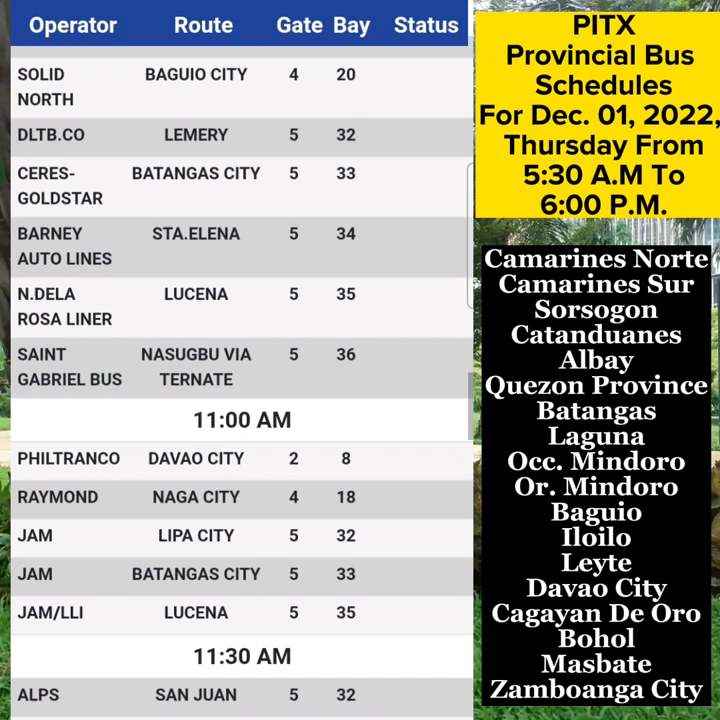 Operator Route Gate Bay Status
SOLID NORTH BAGUIO CITY 4 20
DLTB.CO LEMERY 5 32
CERES-GOLDSTAR BATANGAS CITY 5 33
BARNEY AUTO LINES STA.ELENA 5 34
N.DELA ROSA LINER LUCENA 5 35
SAINT GABRIEL BUS NASUGBU VIA TERNATE 5 36
11:00 AM
PHILTRANCO DAVAO CITY 2 8
RAYMOND NAGA CITY 4 18
JAM LIPA CITY 5 32
JAM BATANGAS CITY 5 33
JAM/LLI LUCENA 5 35
11:30 AM
ALPS SAN JUAN 5 32
PITX
Provincial Bus
Schedules
For Dec. 01, 2022,
Thursday From
5:30 A.M To
6:00 P.M.
Camarines Norte
Camarines Sur
Sorsogon
Catanduanes
Albay
Quezon Province
Batangas
Laguna
Occ. Mindoro
Or. Mindoro
Baguio
Iloilo
Leyte
Davao City
Cagayan De Oro
Bohol
Masbate
Zamboanga City